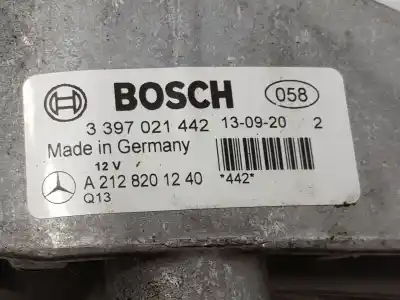 BOSCH 058
3 397 021 442 13-09-20 2
Made in Germany
12 V
A 212 820 12 40 *442*
Q13